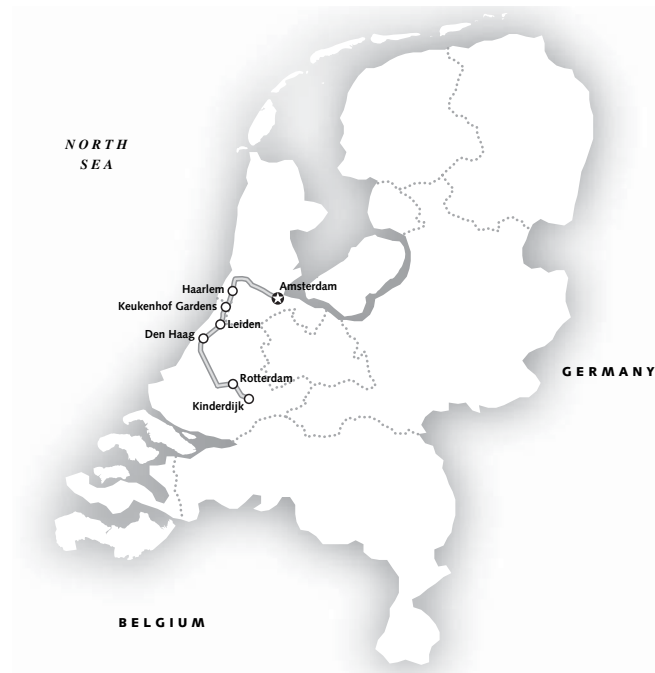 NORTH
SEA
Amsterdam
Haarlem
Keukenhof Gardens
Leiden
Den Haag
GERMANY
Rotterdam
Kinderdijk
BELGIUM